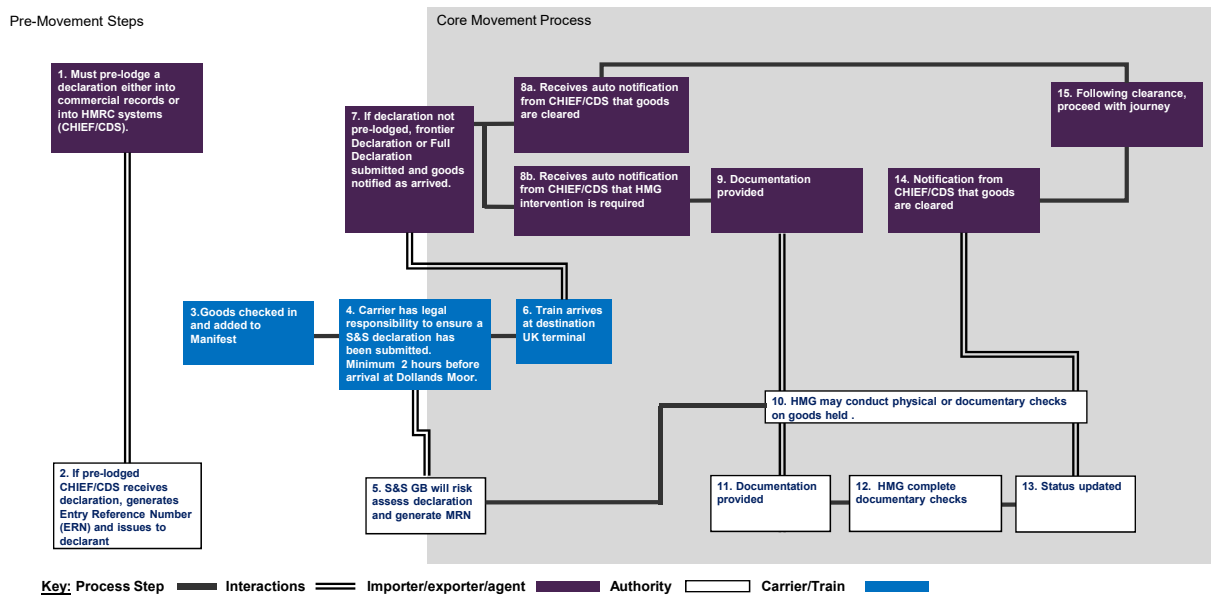 Pre-Movement Steps
Core Movement Process
1. Must pre-lodge a
declaration either into
commercial records or
into HMRC systems
(CHIEF/CDS).
7. If declaration not
pre-lodged, frontier
Declaration or Full
Declaration
submitted and goods
notified as arrived.
8a. Receives auto notification
from CHIEF/CDS that goods
are cleared
15. Following clearance,
proceed with journey
8b. Receives auto notification
from CHIEF/CDS that HMG
intervention is required
9. Documentation
provided
14. Notification from
CHIEF/CDS that goods
are cleared
3.Goods checked in
and added to
Manifest
4. Carrier has legal
responsibility to ensure a
S&S declaration has
been submitted.
Minimum 2 hours before
arrival at Dollands Moor.
6. Train arrives
at destination
UK terminal
10. HMG may conduct physical or documentary checks
on goods held .
2. If pre-lodged
CHIEF/CDS receives
declaration, generates
Entry Reference Number
(ERN) and issues to
declarant
5. S&S GB will risk
assess declaration
and generate MRN
11. Documentation
provided
12. HMG complete
documentary checks
13. Status updated
Key: Process Step Interactions Importer/exporter/agent Authority Carrier/Train